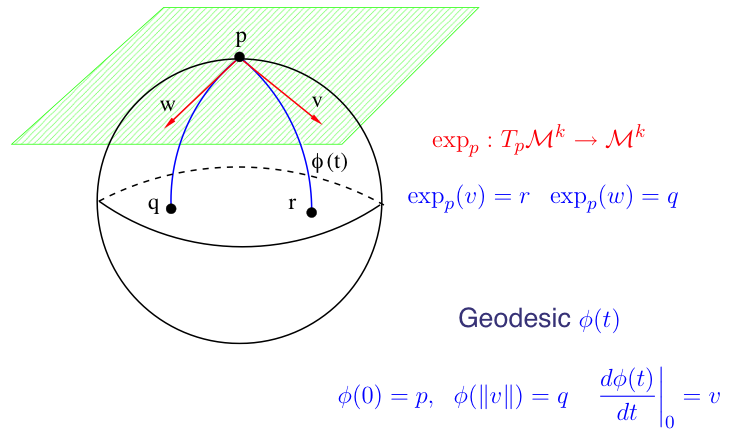 p
w
v
ϕ (t)
q
r
exp_p : T_p𝓜^k → 𝓜^k
exp_p(v) = r exp_p(w) = q
Geodesic ϕ(t)
ϕ(0) = p, ϕ(‖v‖) = q dϕ(t)/dt |_0 = v